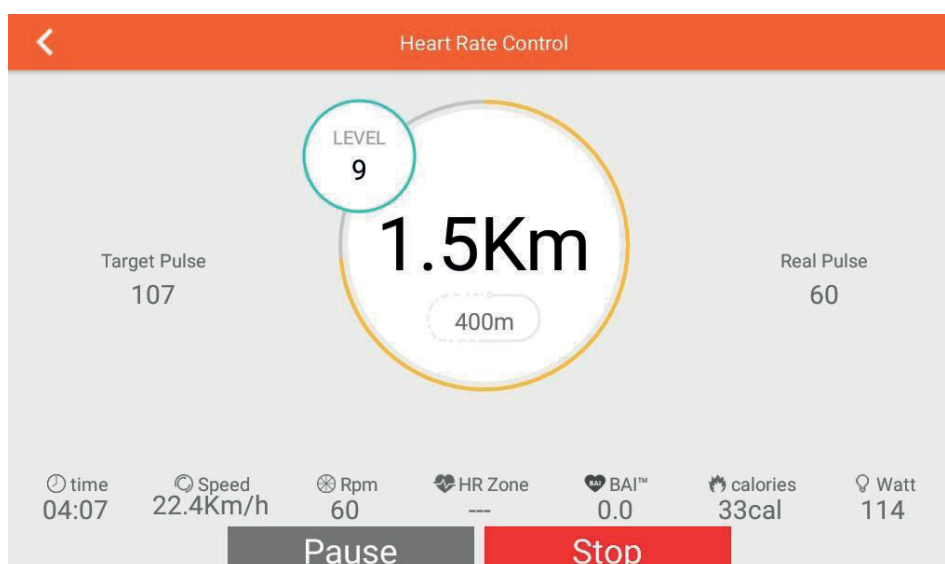 Heart Rate Control
LEVEL
9
1.5Km
400m
Target Pulse
107
Real Pulse
60
time
04:07
Speed
22.4Km/h
Rpm
60
HR Zone
---
BAI BAI™
0.0
calories
33cal
Watt
114
Pause
Stop